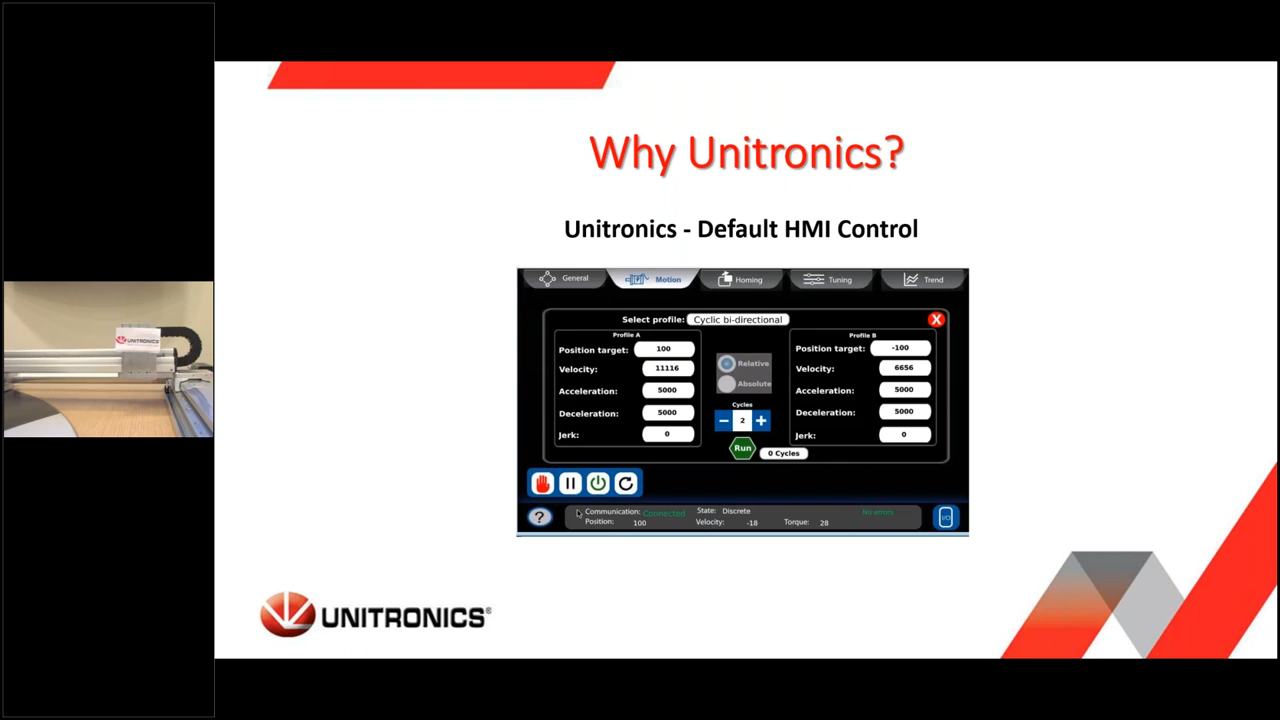 Why Unitronics?
Unitronics - Default HMI Control
General Motion Homing Tuning Trend
Select profile: Cyclic bi-directional X
Profile A
Position target: 100
Velocity: 11116
Acceleration: 5000
Deceleration: 5000
Jerk: 0
Relative
Absolute
Cycles
− 2 +
Run 0 Cycles
Profile B
Position target: -100
Velocity: 6656
Acceleration: 5000
Deceleration: 5000
Jerk: 0
? Communication: Connected State: Discrete No errors I/O
Position: 100 Velocity: -18 Torque: 28
UNITRONICS
UNITRONICS®